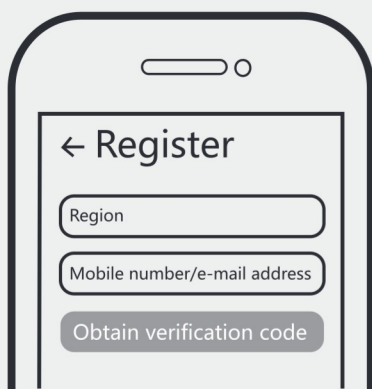 ← Register
Region
Mobile number/e-mail address
Obtain verification code